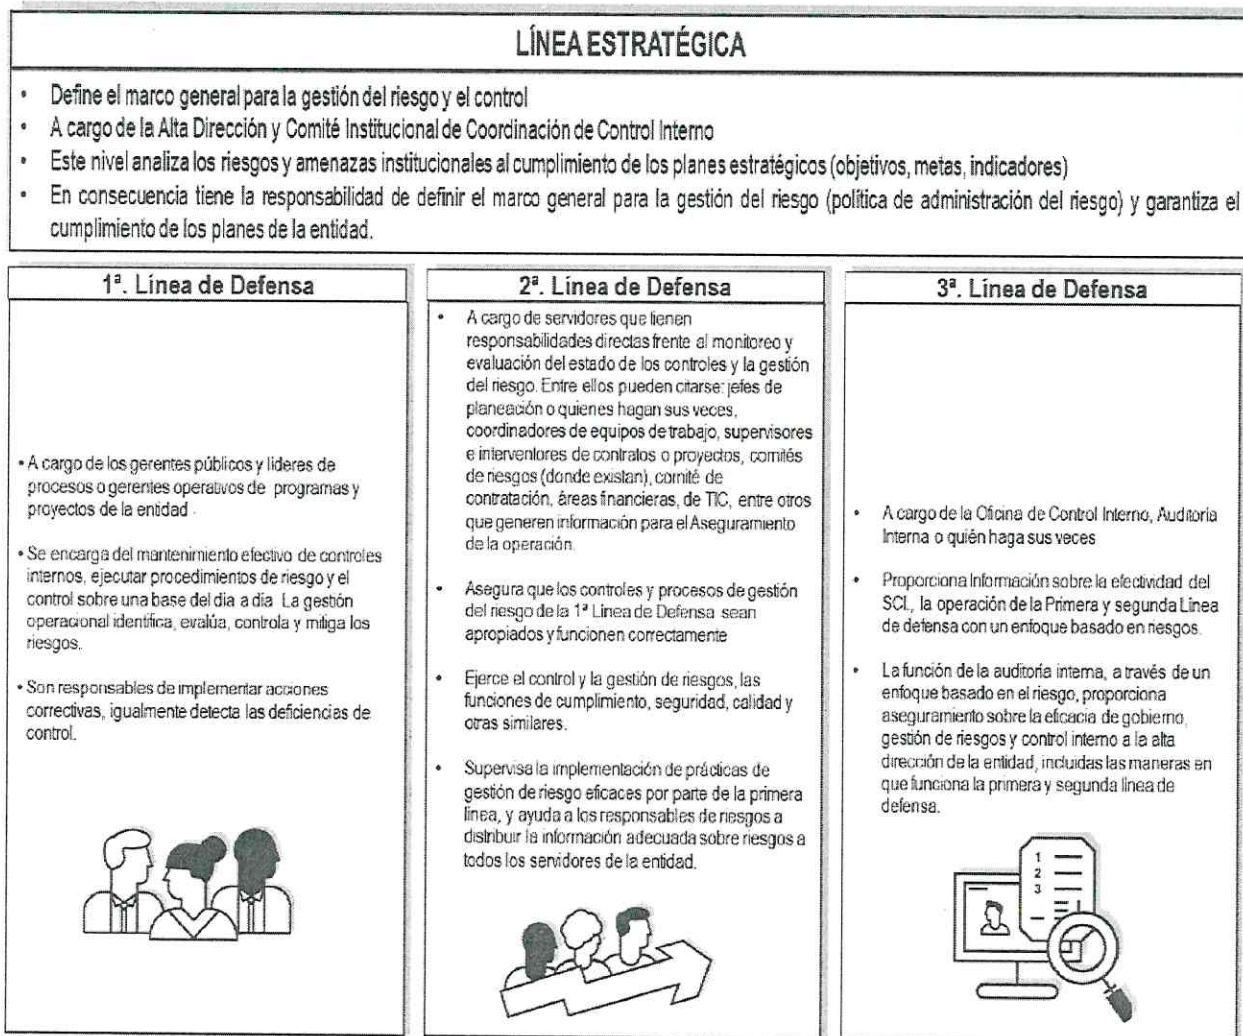 LÍNEA ESTRATÉGICA
• Define el marco general para la gestión del riesgo y el control
• A cargo de la Alta Dirección y Comité Institucional de Coordinación de Control Interno
• Este nivel analiza los riesgos y amenazas institucionales al cumplimiento de los planes estratégicos (objetivos, metas, indicadores)
• En consecuencia tiene la responsabilidad de definir el marco general para la gestión del riesgo (política de administración del riesgo) y garantiza el
cumplimiento de los planes de la entidad.
1ª. Línea de Defensa
• A cargo de los gerentes públicos y líderes de
procesos o gerentes operativos de programas y
proyectos de la entidad.
• Se encarga del mantenimiento efectivo de controles
internos, ejecutar procedimientos de riesgo y el
control sobre una base del día a día. La gestión
operacional identifica, evalúa, controla y mitiga los
riesgos.
• Son responsables de implementar acciones
correctivas, igualmente detecta las deficiencias de
control.
2ª. Línea de Defensa
• A cargo de servidores que tienen
responsabilidades directas frente al monitoreo y
evaluación del estado de los controles y la gestión
del riesgo. Entre ellos pueden citarse: jefes de
planeación o quienes hagan sus veces,
coordinadores de equipos de trabajo, supervisores
e interventores de contratos o proyectos, comités
de riesgos (donde existan), comité de
contratación, áreas financieras, de TIC, entre otros
que generen información para el Aseguramiento
de la operación.
• Asegura que los controles y procesos de gestión
del riesgo de la 1ª Línea de Defensa sean
apropiados y funcionen correctamente
• Ejerce el control y la gestión de riesgos, las
funciones de cumplimiento, seguridad, calidad y
otras similares.
• Supervisa la implementación de prácticas de
gestión de riesgo eficaces por parte de la primera
línea, y ayuda a los responsables de riesgos a
distribuir la información adecuada sobre riesgos a
todos los servidores de la entidad.
3ª. Línea de Defensa
• A cargo de la Oficina de Control Interno, Auditoría
Interna o quién haga sus veces
• Proporciona Información sobre la efectividad del
SCI., la operación de la Primera y segunda Línea
de defensa con un enfoque basado en riesgos.
• La función de la auditoría interna, a través de un
enfoque basado en el riesgo, proporciona
aseguramiento sobre la eficacia de gobierno,
gestión de riesgos y control interno a la alta
dirección de la entidad, incluidas las maneras en
que funciona la primera y segunda línea de
defensa.
1
2
3